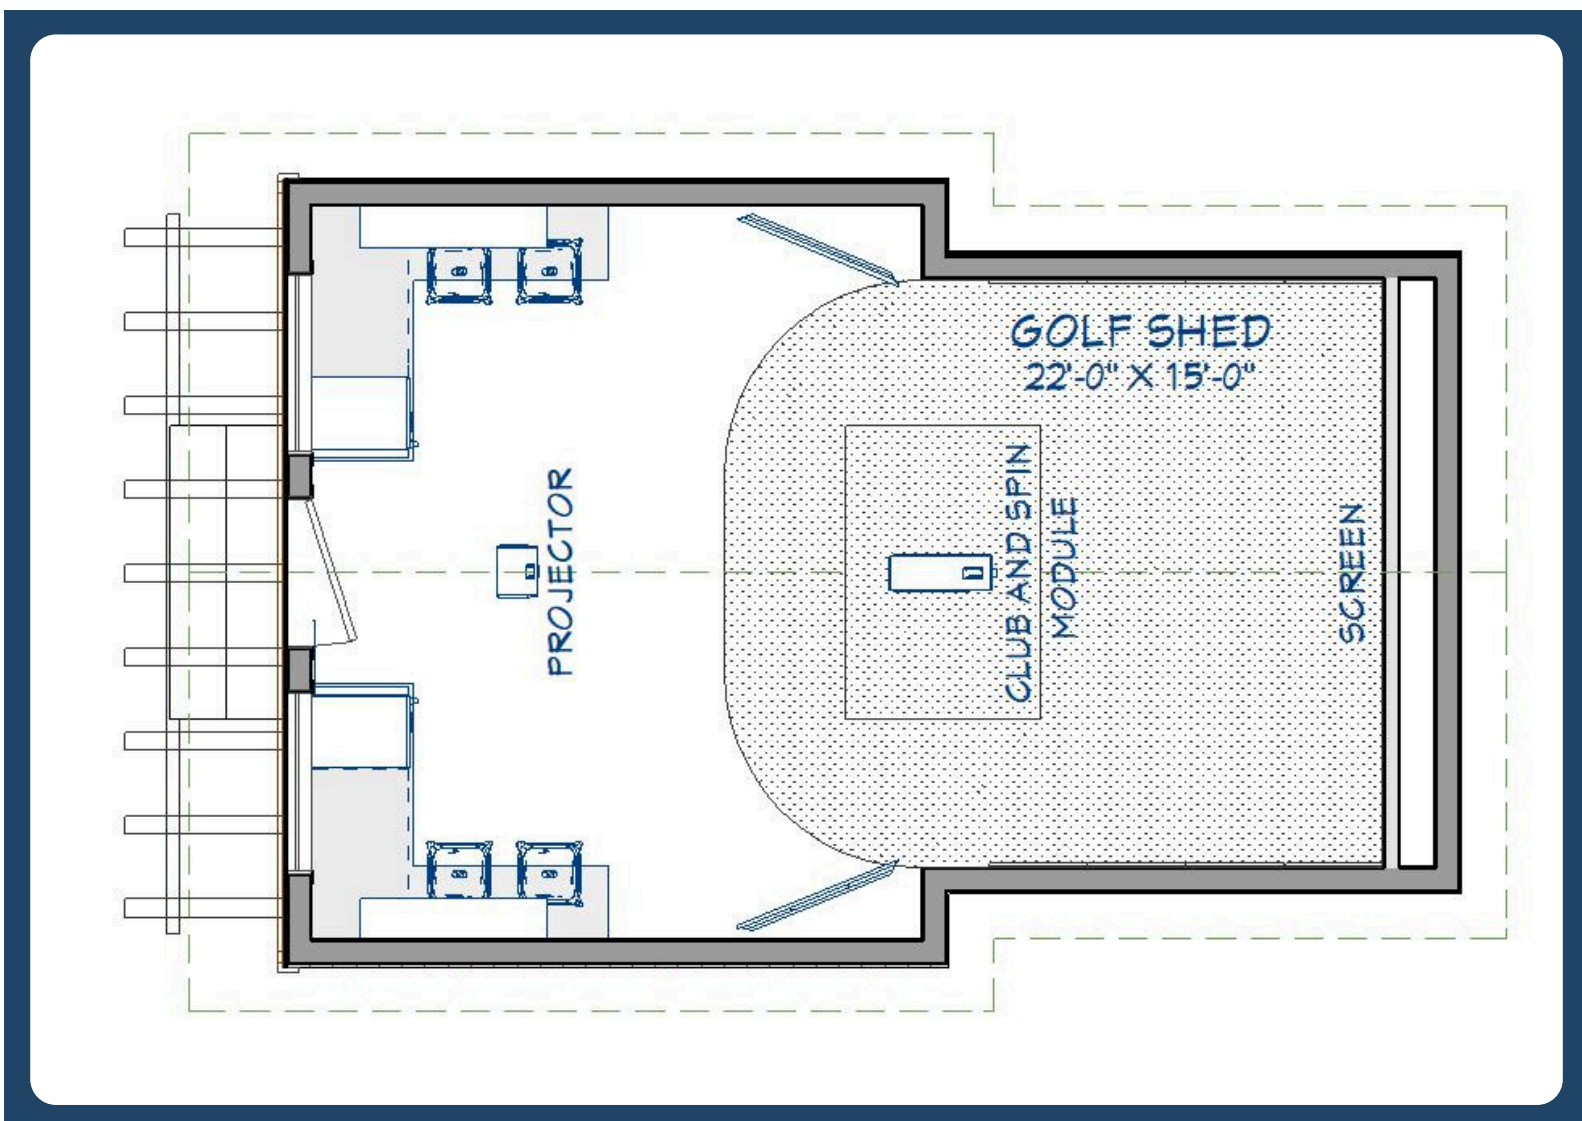 GOLF SHED
22'-0" X 15'-0"
PROJECTOR
CLUB AND SPIN
MODULE
SCREEN